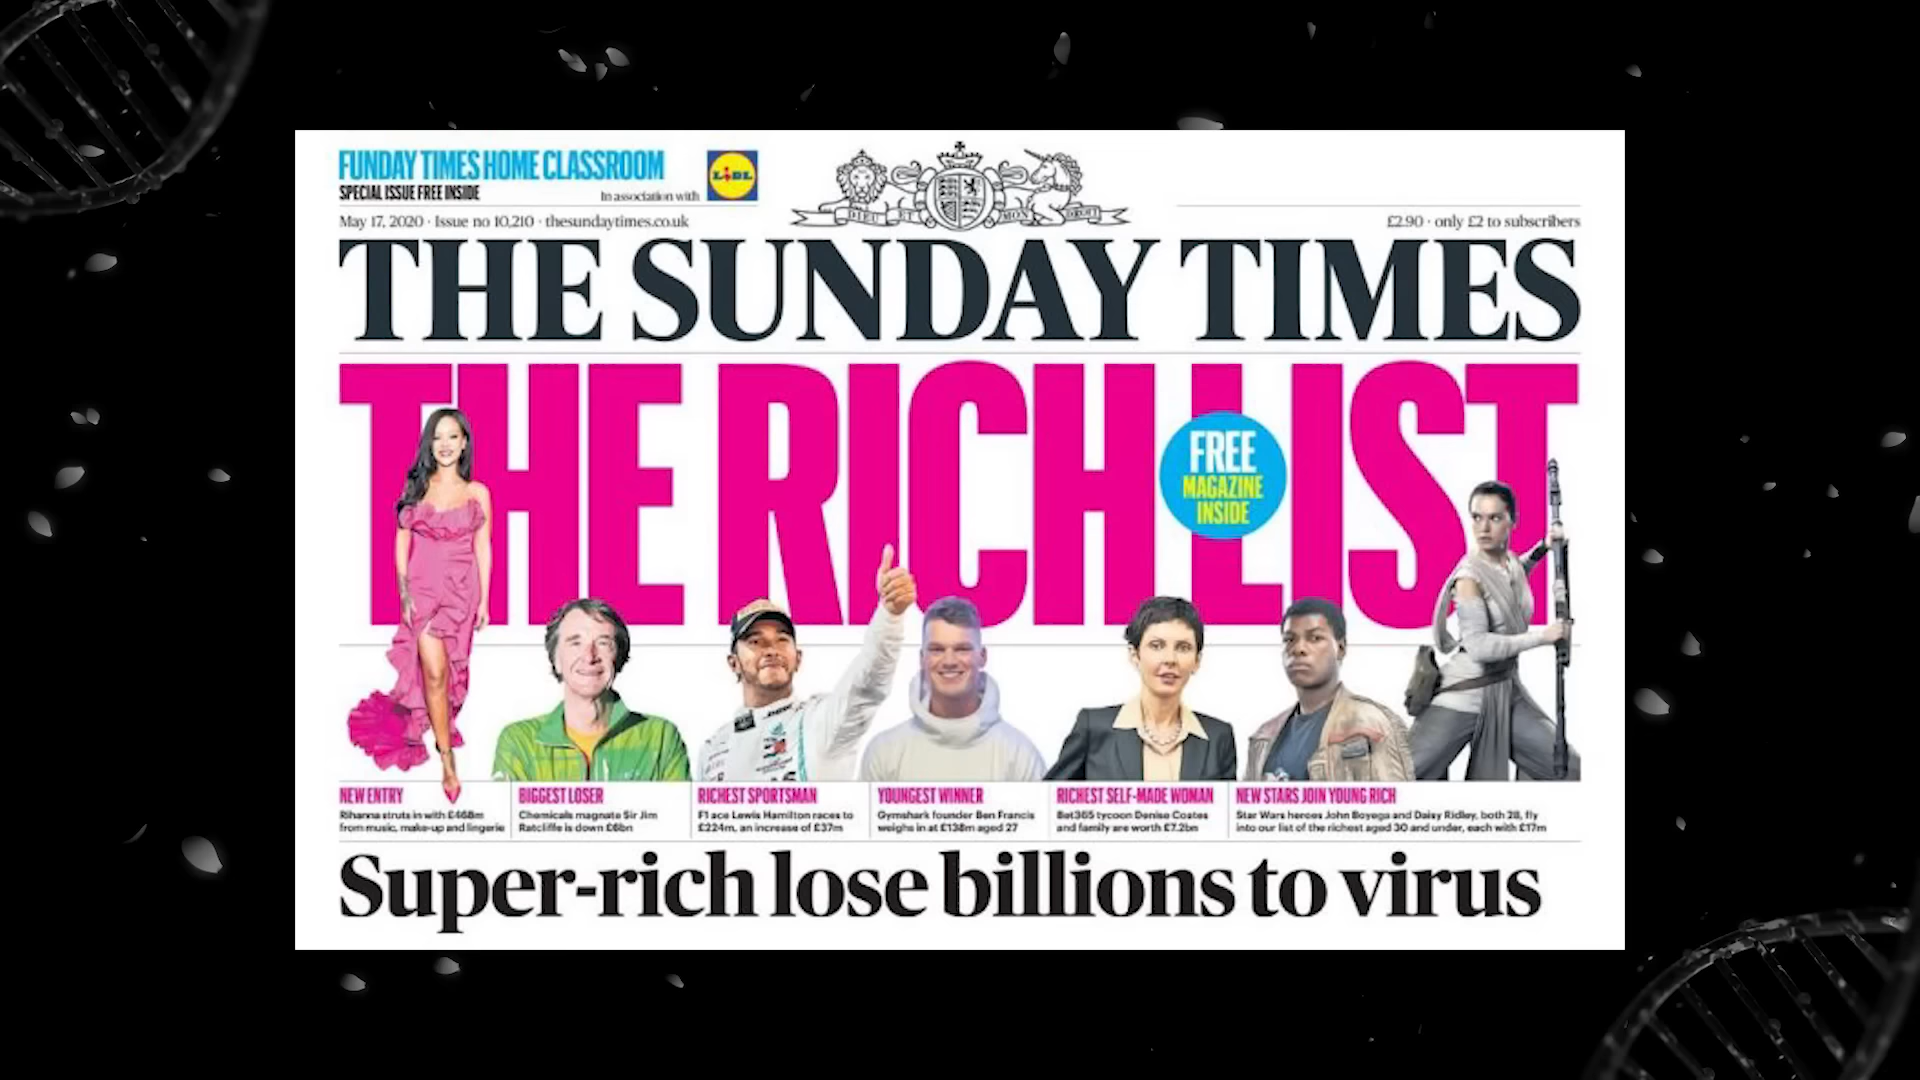 FUNDAY TIMES HOME CLASSROOM
SPECIAL ISSUE FREE INSIDE
In association with
LIDL
DIEU ET MON DROIT
May 17, 2020 · Issue no 10,210 · thesundaytimes.co.uk
£2.90 · only £2 to subscribers
THE SUNDAY TIMES
THE RICH LIST
FREE
MAGAZINE
INSIDE
NEW ENTRY
Rihanna struts in with £468m
from music, make-up and lingerie
BIGGEST LOSER
Chemicals magnate Sir Jim
Ratcliffe is down £6bn
RICHEST SPORTSMAN
F1 ace Lewis Hamilton races to
£224m, an increase of £37m
YOUNGEST WINNER
Gymshark founder Ben Francis
weighs in at £138m aged 27
RICHEST SELF-MADE WOMAN
Bet365 tycoon Denise Coates
and family are worth £7.2bn
NEW STARS JOIN YOUNG RICH
Star Wars heroes John Boyega and Daisy Ridley, both 28, fly
into our list of the richest aged 30 and under, each with £17m
Super-rich lose billions to virus